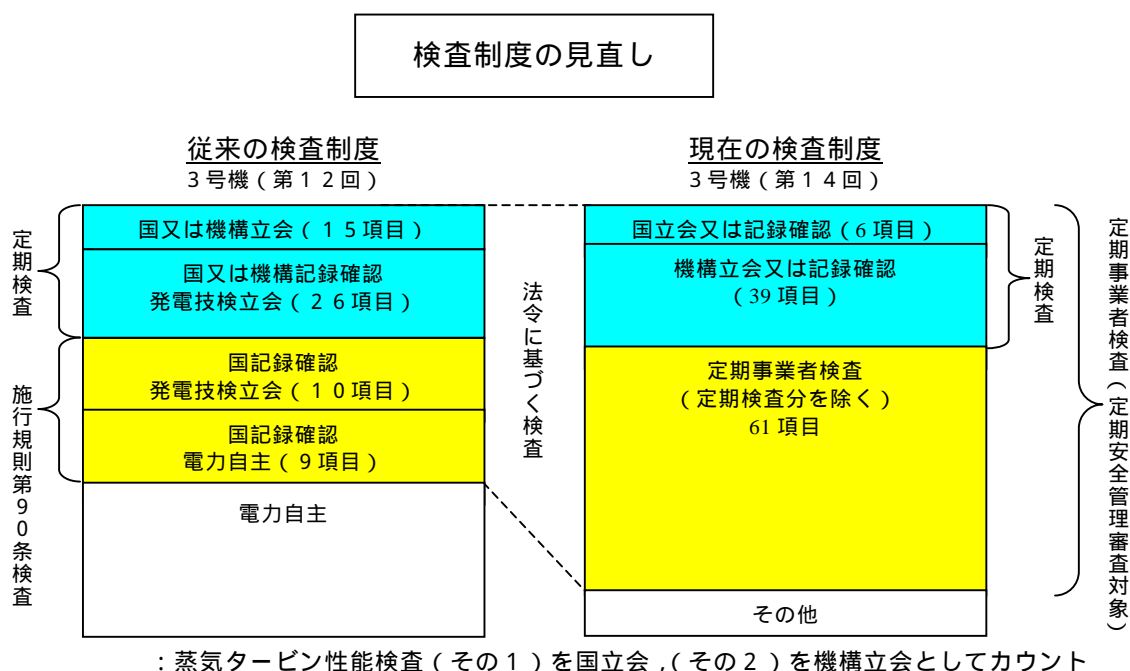 検査制度の見直し
従来の検査制度
3号機(第12回)
定期検査
国又は機構立会(15項目)
国又は機構記録確認
発電技検立会(26項目)
施行規則第90条検査
国記録確認
発電技検立会(10項目)
国記録確認
電力自主(9項目)
電力自主
法令に基づく検査
現在の検査制度
3号機(第14回)
国立会又は記録確認(6項目)
機構立会又は記録確認
(39項目)
定期検査
定期事業者検査
(定期検査分を除く)
61項目
その他
定期事業者検査(定期安全管理審査対象)
:蒸気タービン性能検査(その1)を国立会,(その2)を機構立会としてカウント